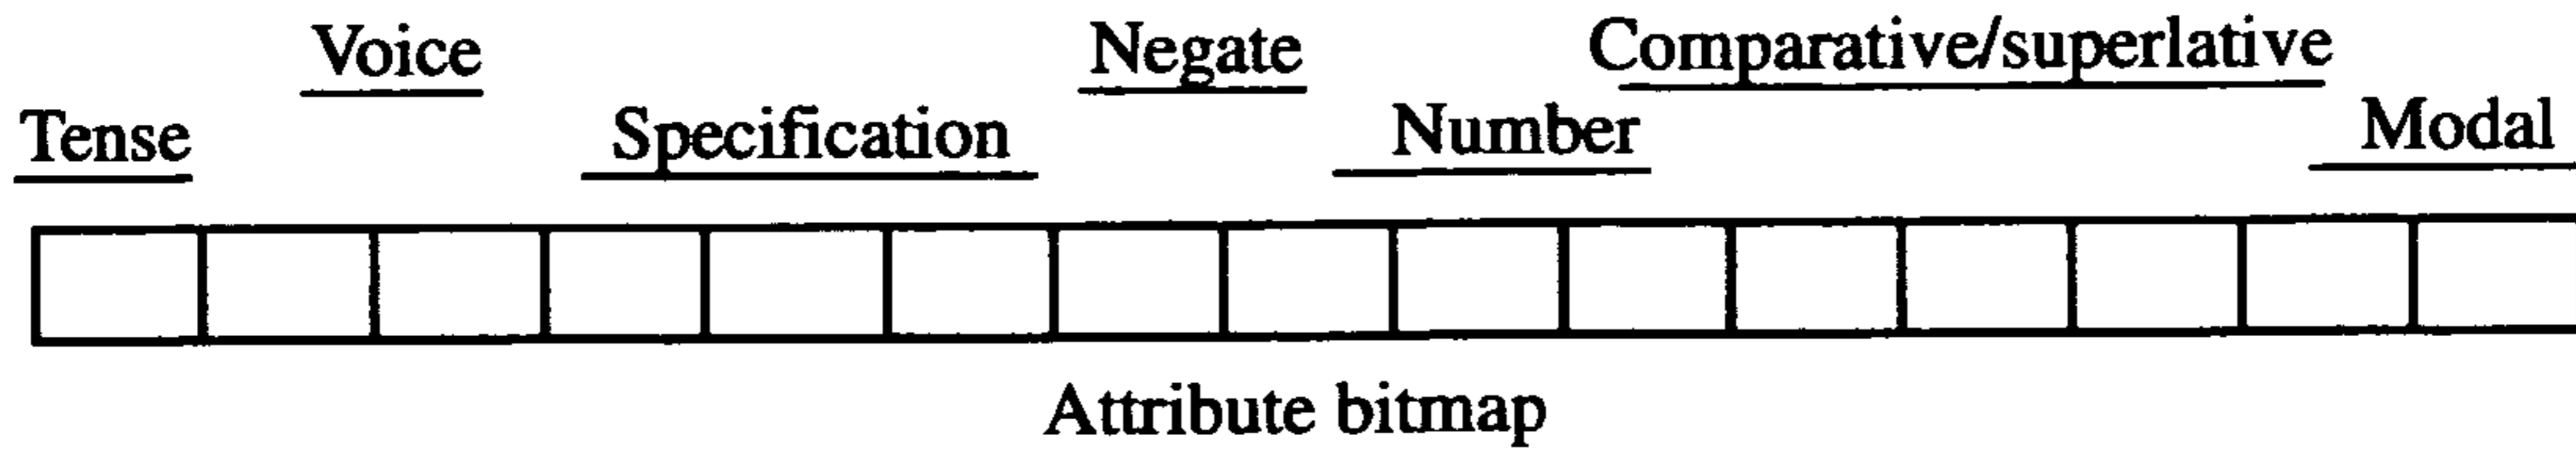 Voice Negate Comparative/superlative
Tense Specification Number Modal
Attribute bitmap